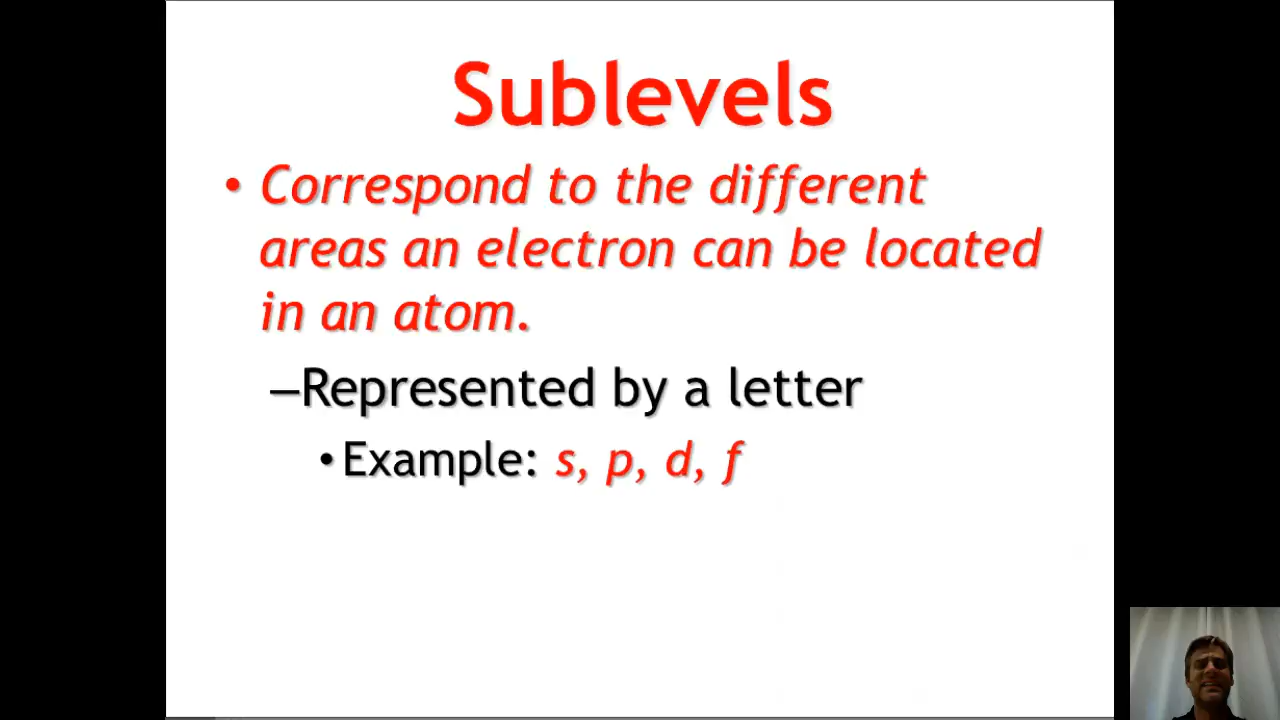 Sublevels
• Correspond to the different
areas an electron can be located
in an atom.
–Represented by a letter
• Example: s, p, d, f